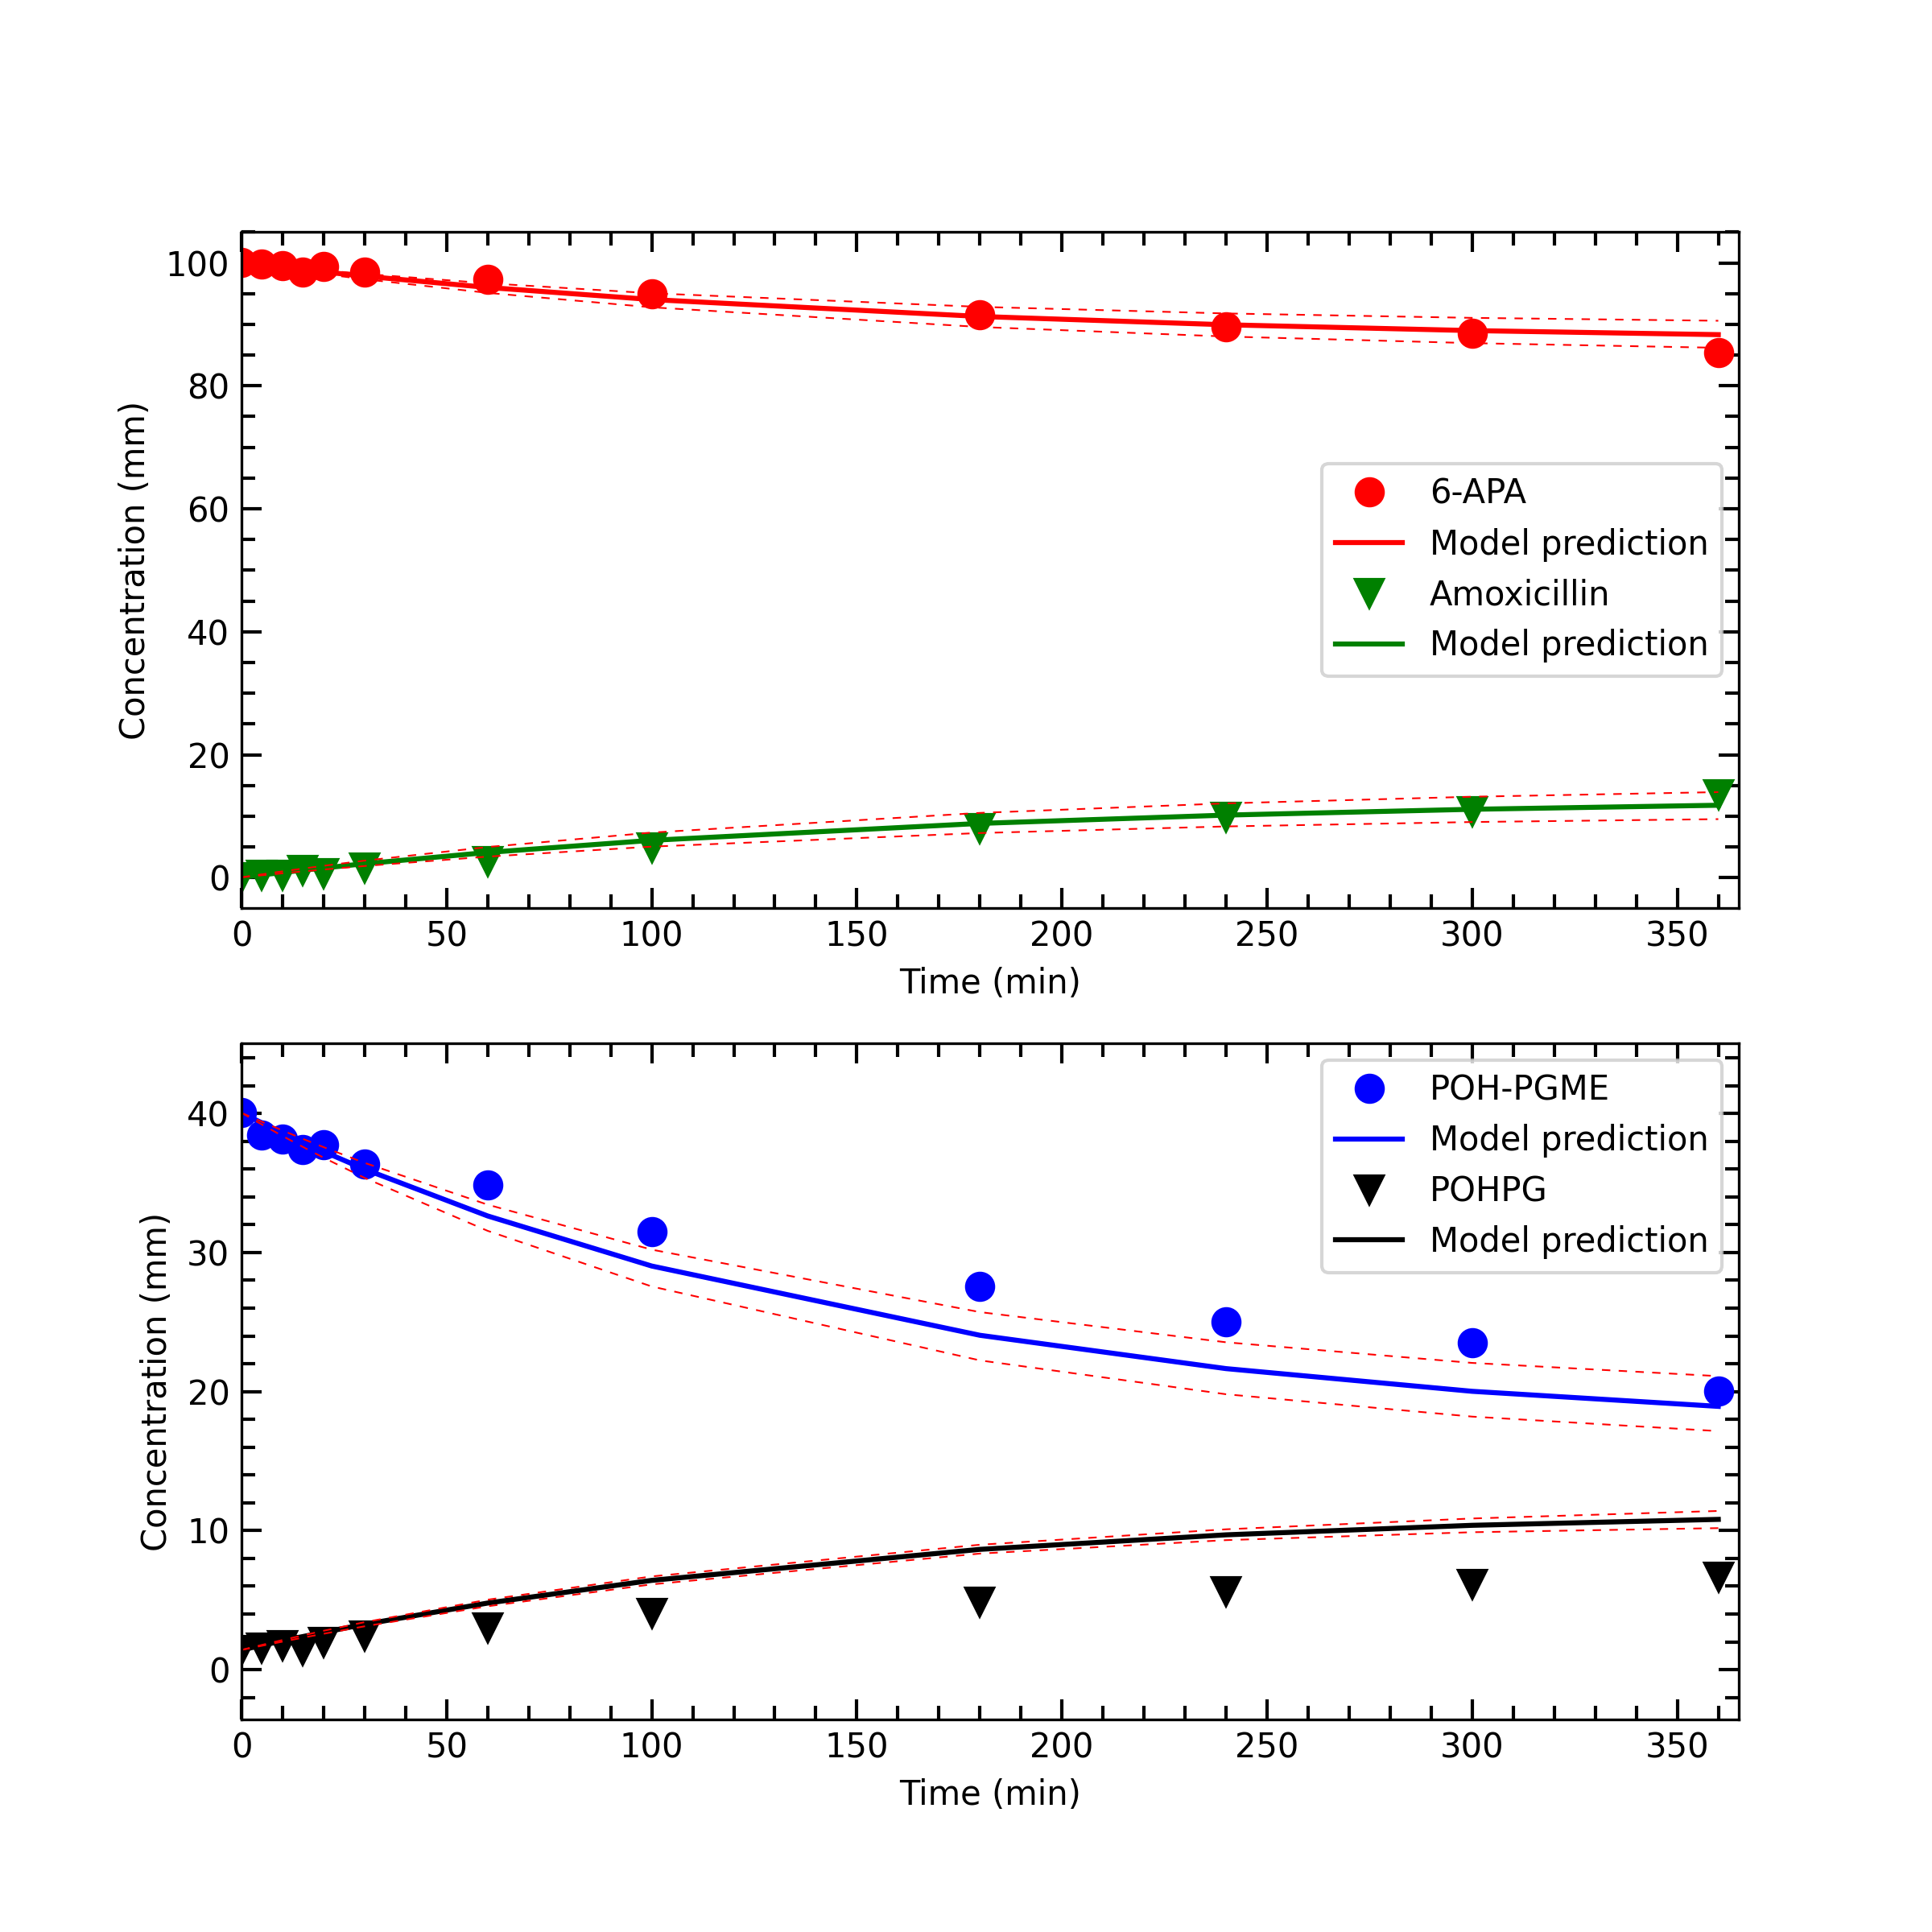 100
80
60
40
20
0
Concentration (mm)
6-APA
Model prediction
Amoxicillin
Model prediction
0 50 100 150 200 250 300 350
Time (min)
40
30
20
10
0
Concentration (mm)
POH-PGME
Model prediction
POHPG
Model prediction
0 50 100 150 200 250 300 350
Time (min)